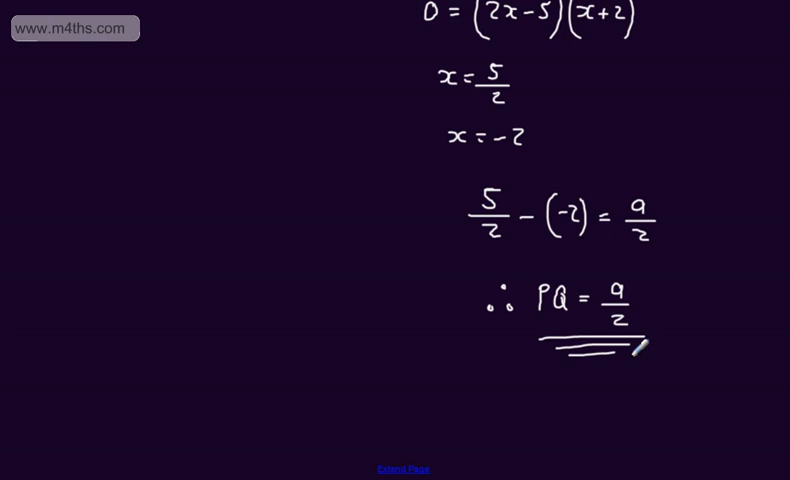 www.m4ths.com
0 = (2x-5)(x+2)
x = 5/2
x = -2
5/2 - (-2) = 9/2
∴ PQ = 9/2
Extend Page